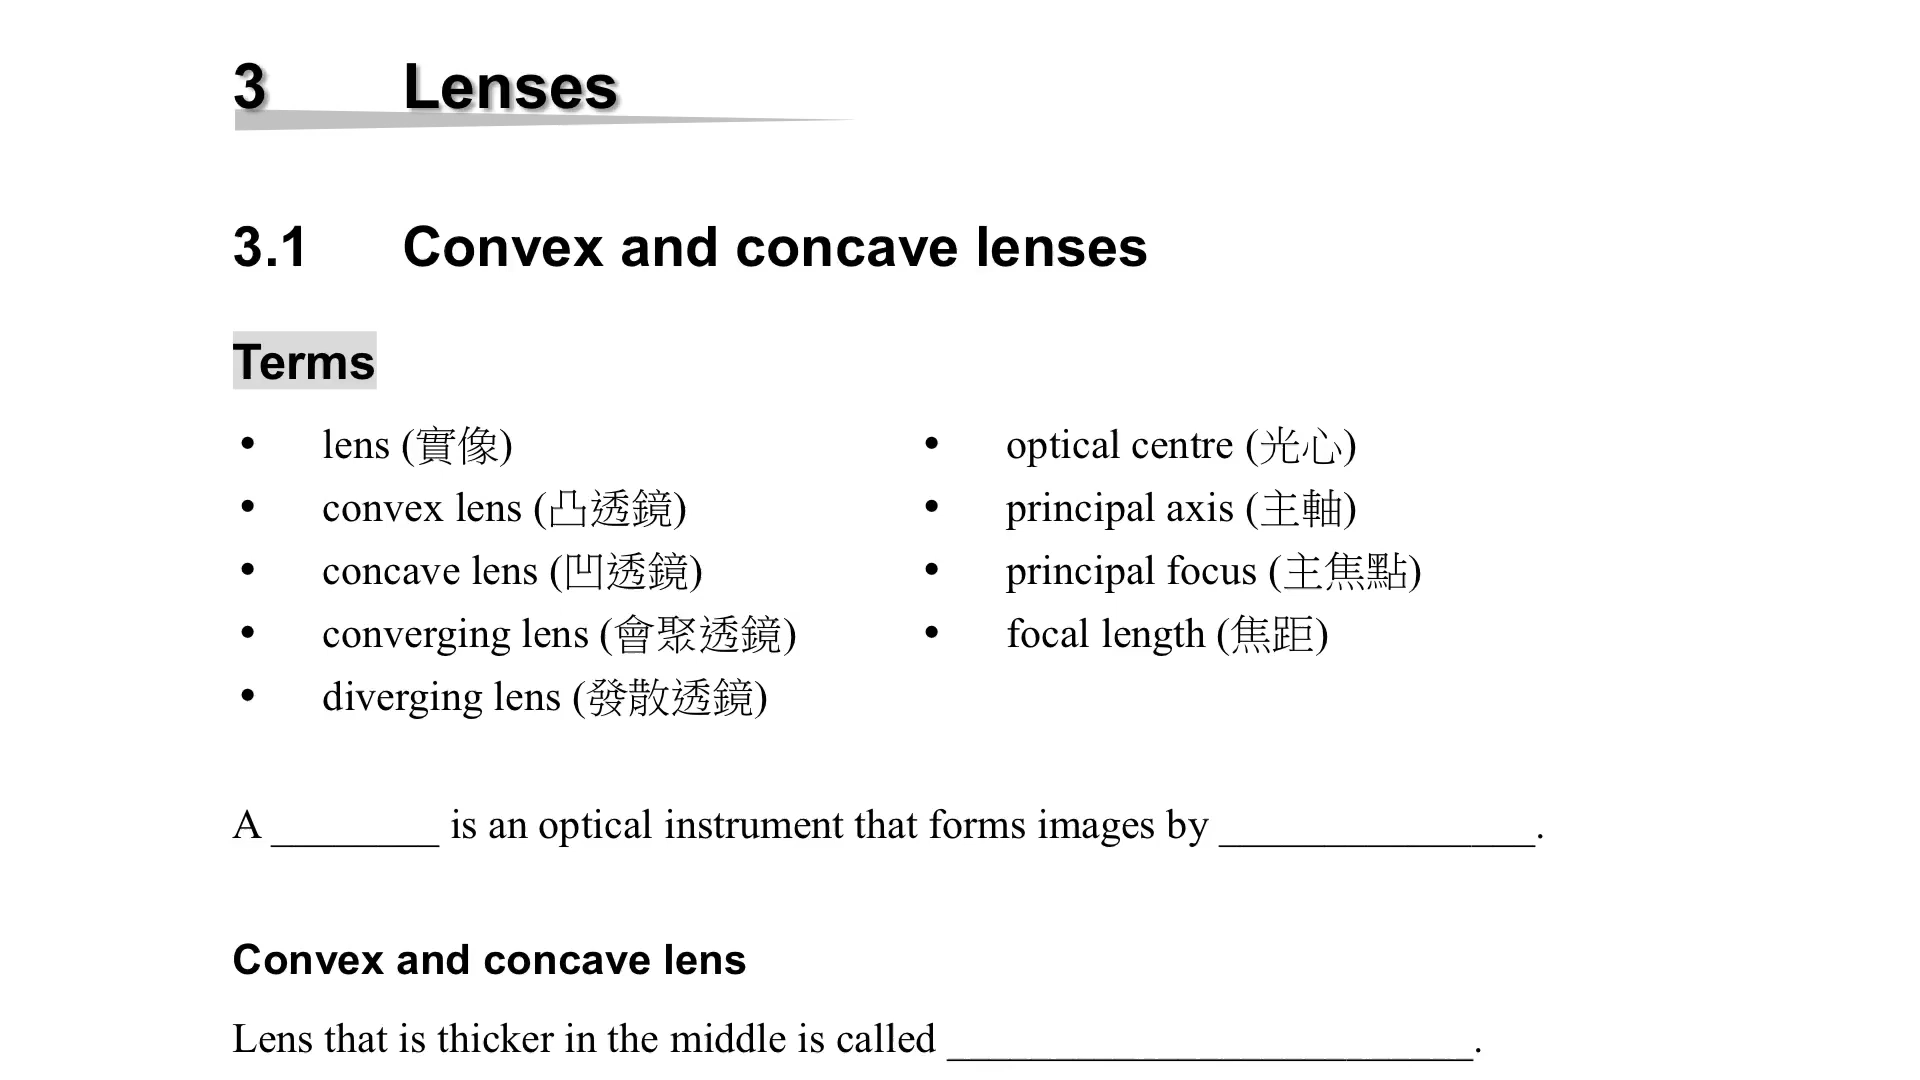 3 Lenses
3.1 Convex and concave lenses
Terms
• lens (實像)
• convex lens (凸透鏡)
• concave lens (凹透鏡)
• converging lens (會聚透鏡)
• diverging lens (發散透鏡)
• optical centre (光心)
• principal axis (主軸)
• principal focus (主焦點)
• focal length (焦距)
A ________ is an optical instrument that forms images by _______________.
Convex and concave lens
Lens that is thicker in the middle is called _________________________.